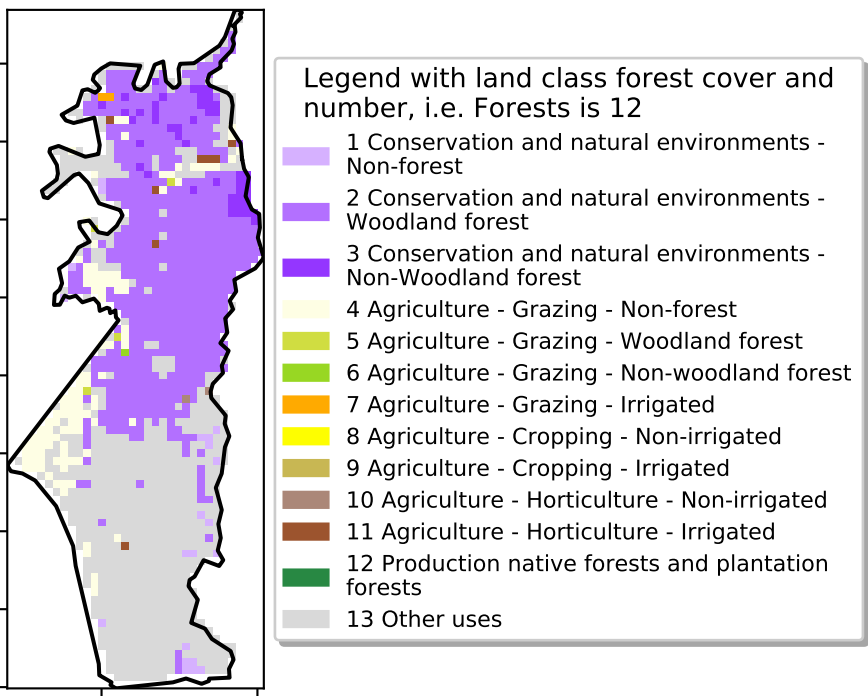 Legend with land class forest cover and
number, i.e. Forests is 12
1 Conservation and natural environments -
Non-forest
2 Conservation and natural environments -
Woodland forest
3 Conservation and natural environments -
Non-Woodland forest
4 Agriculture - Grazing - Non-forest
5 Agriculture - Grazing - Woodland forest
6 Agriculture - Grazing - Non-woodland forest
7 Agriculture - Grazing - Irrigated
8 Agriculture - Cropping - Non-irrigated
9 Agriculture - Cropping - Irrigated
10 Agriculture - Horticulture - Non-irrigated
11 Agriculture - Horticulture - Irrigated
12 Production native forests and plantation
forests
13 Other uses